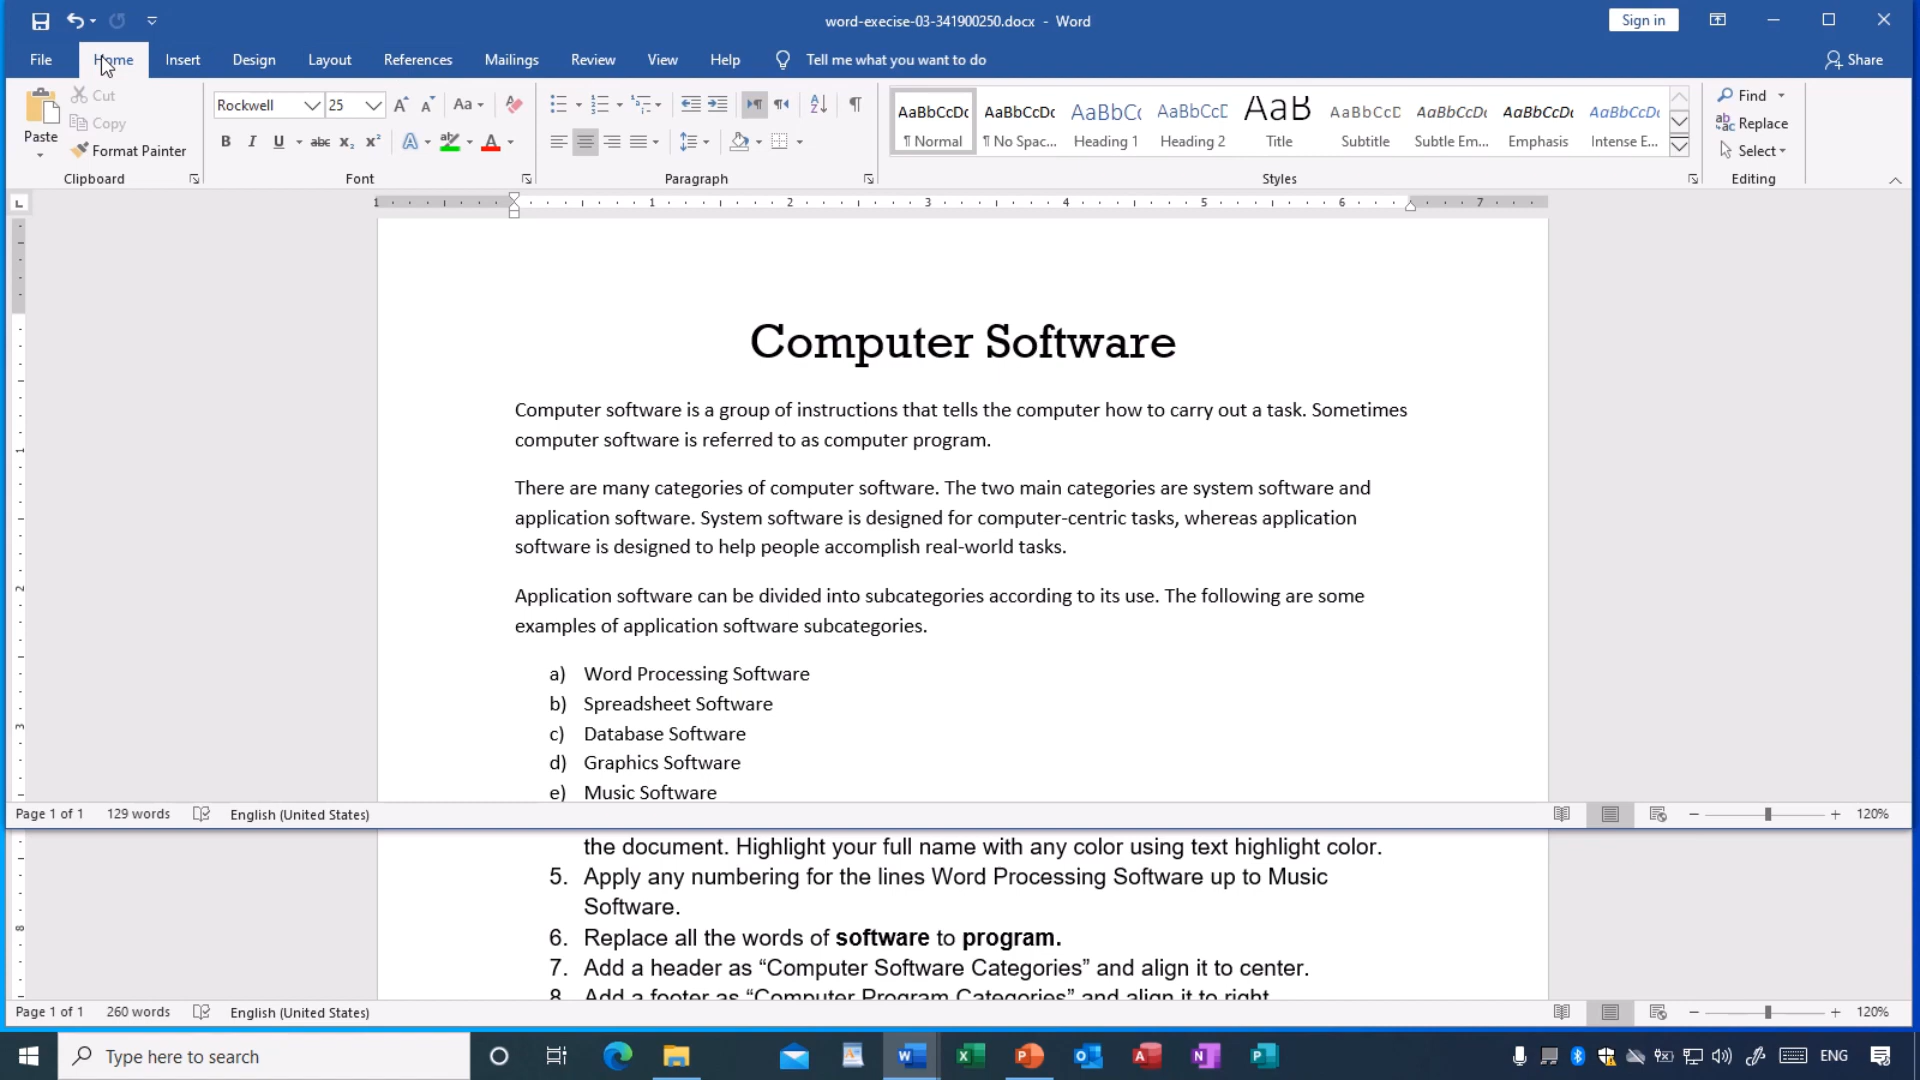 word-execise-03-341900250.docx - Word
Sign in
File Home Insert Design Layout References Mailings Review View Help Tell me what you want to do Share
Paste
Cut
Copy
Format Painter
Clipboard
Rockwell 25
Font
Paragraph
AaBbCcDc AaBbCcDc AaBbCc AaBbCcD AaB AaBbCcD AaBbCcDc AaBbCcDc AaBbCcDc
¶ Normal ¶ No Spac... Heading 1 Heading 2 Title Subtitle Subtle Em... Emphasis Intense E...
Styles
Find
Replace
Select
Editing
1 1 2 3 4 5 6 7
Computer Software
Computer software is a group of instructions that tells the computer how to carry out a task. Sometimes
computer software is referred to as computer program.
There are many categories of computer software. The two main categories are system software and
application software. System software is designed for computer-centric tasks, whereas application
software is designed to help people accomplish real-world tasks.
Application software can be divided into subcategories according to its use. The following are some
examples of application software subcategories.
a) Word Processing Software
b) Spreadsheet Software
c) Database Software
d) Graphics Software
e) Music Software
Page 1 of 1 129 words English (United States) 120%
the document. Highlight your full name with any color using text highlight color.
5. Apply any numbering for the lines Word Processing Software up to Music
Software.
6. Replace all the words of software to program.
7. Add a header as “Computer Software Categories” and align it to center.
8. Add a footer as “Computer Program Categories” and align it to right.
Page 1 of 1 260 words English (United States) 120%
Type here to search
ENG